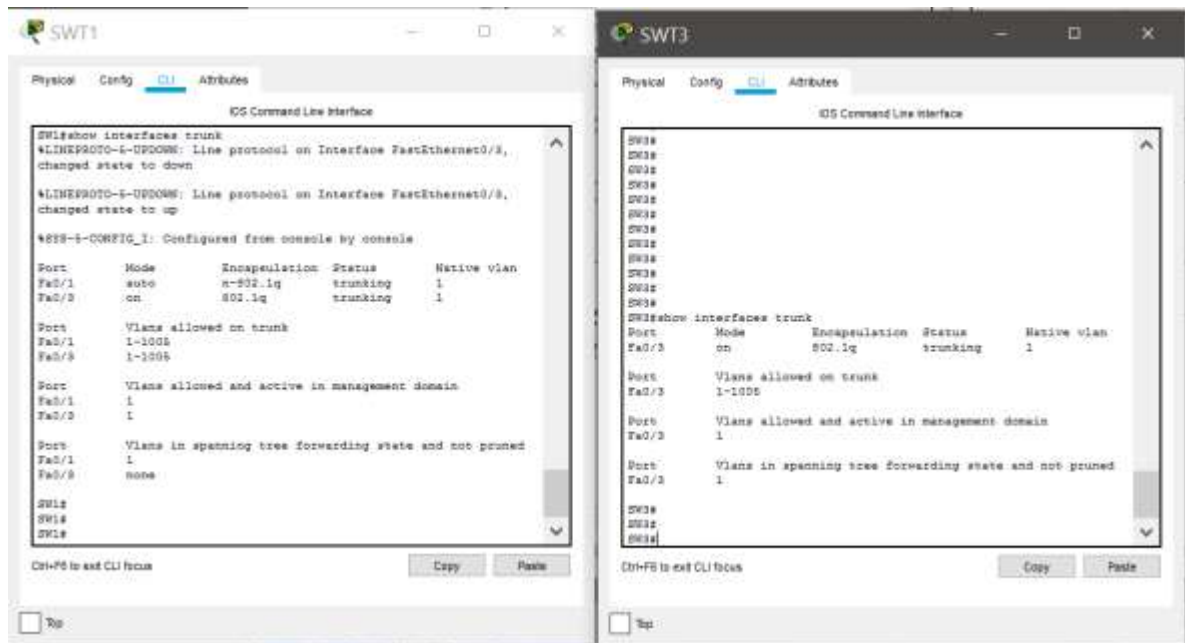 SWT1
Physical Config CLI Attributes
IOS Command Line Interface
SW1#show interfaces trunk
%LINEPROTO-5-UPDOWN: Line protocol on Interface FastEthernet0/3,
changed state to down
%LINEPROTO-5-UPDOWN: Line protocol on Interface FastEthernet0/3,
changed state to up
%SYS-5-CONFIG_I: Configured from console by console
Port Mode Encapsulation Status Native vlan
Fa0/1 auto n-802.1q trunking 1
Fa0/3 on 802.1q trunking 1
Port Vlans allowed on trunk
Fa0/1 1-1005
Fa0/3 1-1005
Port Vlans allowed and active in management domain
Fa0/1 1
Fa0/3 1
Port Vlans in spanning tree forwarding state and not pruned
Fa0/1 1
Fa0/3 none
SW1#
SW1#
SW1#
Ctrl+F6 to exit CLI focus
Copy Paste
Top
SWT3
Physical Config CLI Attributes
IOS Command Line Interface
SW3#
SW3#
SW3#
SW3#
SW3#
SW3#
SW3#
SW3#
SW3#
SW3#
SW3#
SW3#
SW3#show interfaces trunk
Port Mode Encapsulation Status Native vlan
Fa0/3 on 802.1q trunking 1
Port Vlans allowed on trunk
Fa0/3 1-1005
Port Vlans allowed and active in management domain
Fa0/3 1
Port Vlans in spanning tree forwarding state and not pruned
Fa0/3 1
SW3#
SW3#
SW3#
Ctrl+F6 to exit CLI focus
Copy Paste
Top